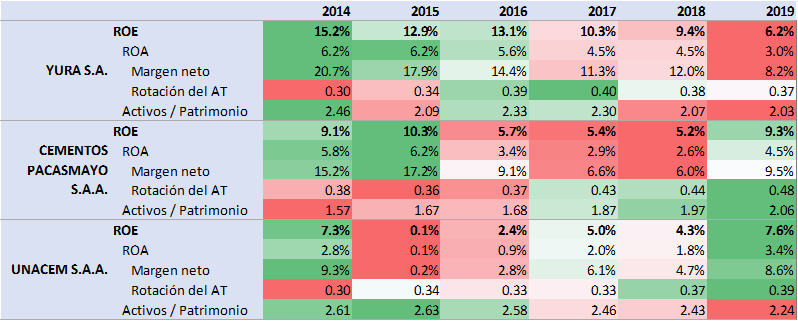 2014 2015 2016 2017 2018 2019
ROE 15.2% 12.9% 13.1% 10.3% 9.4% 6.2%
ROA 6.2% 6.2% 5.6% 4.5% 4.5% 3.0%
YURA S.A. Margen neto 20.7% 17.9% 14.4% 11.3% 12.0% 8.2%
Rotación del AT 0.30 0.34 0.39 0.40 0.38 0.37
Activos / Patrimonio 2.46 2.09 2.33 2.30 2.07 2.03
ROE 9.1% 10.3% 5.7% 5.4% 5.2% 9.3%
CEMENTOS ROA 5.8% 6.2% 3.4% 2.9% 2.6% 4.5%
PACASMAYO Margen neto 15.2% 17.2% 9.1% 6.6% 6.0% 9.5%
S.A.A. Rotación del AT 0.38 0.36 0.37 0.43 0.44 0.48
Activos / Patrimonio 1.57 1.67 1.68 1.87 1.97 2.06
ROE 7.3% 0.1% 2.4% 5.0% 4.3% 7.6%
ROA 2.8% 0.1% 0.9% 2.0% 1.8% 3.4%
UNACEM S.A.A. Margen neto 9.3% 0.2% 2.8% 6.1% 4.7% 8.6%
Rotación del AT 0.30 0.34 0.33 0.33 0.37 0.39
Activos / Patrimonio 2.61 2.63 2.58 2.46 2.43 2.24